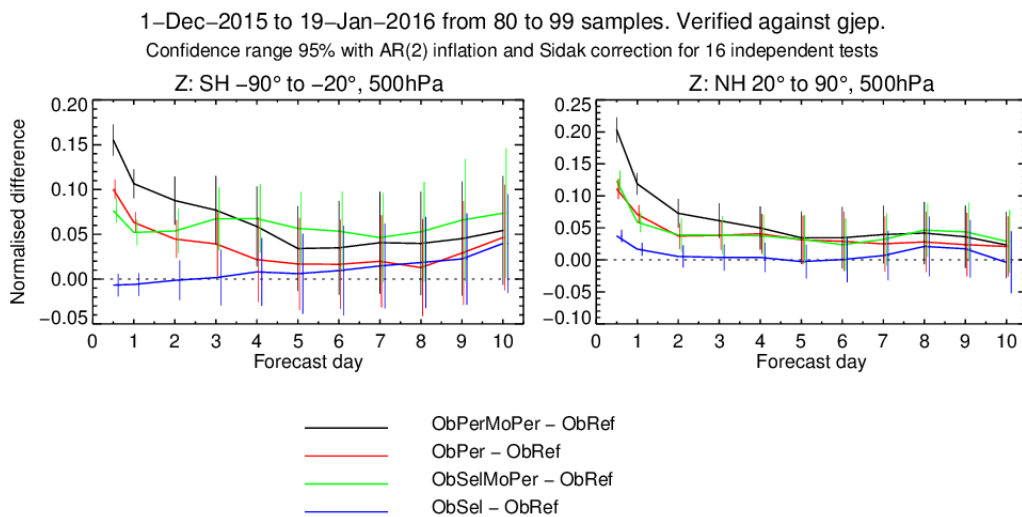 1−Dec−2015 to 19−Jan−2016 from 80 to 99 samples. Verified against gjep.
Confidence range 95% with AR(2) inflation and Sidak correction for 16 independent tests
Z: SH −90° to −20°, 500hPa
Normalised difference
0.20
0.15
0.10
0.05
0.00
−0.05
0 1 2 3 4 5 6 7 8 9 10
Forecast day
Z: NH 20° to 90°, 500hPa
0.25
0.20
0.15
0.10
0.05
0.00
−0.05
−0.10
0 1 2 3 4 5 6 7 8 9 10
Forecast day
ObPerMoPer − ObRef
ObPer − ObRef
ObSelMoPer − ObRef
ObSel − ObRef